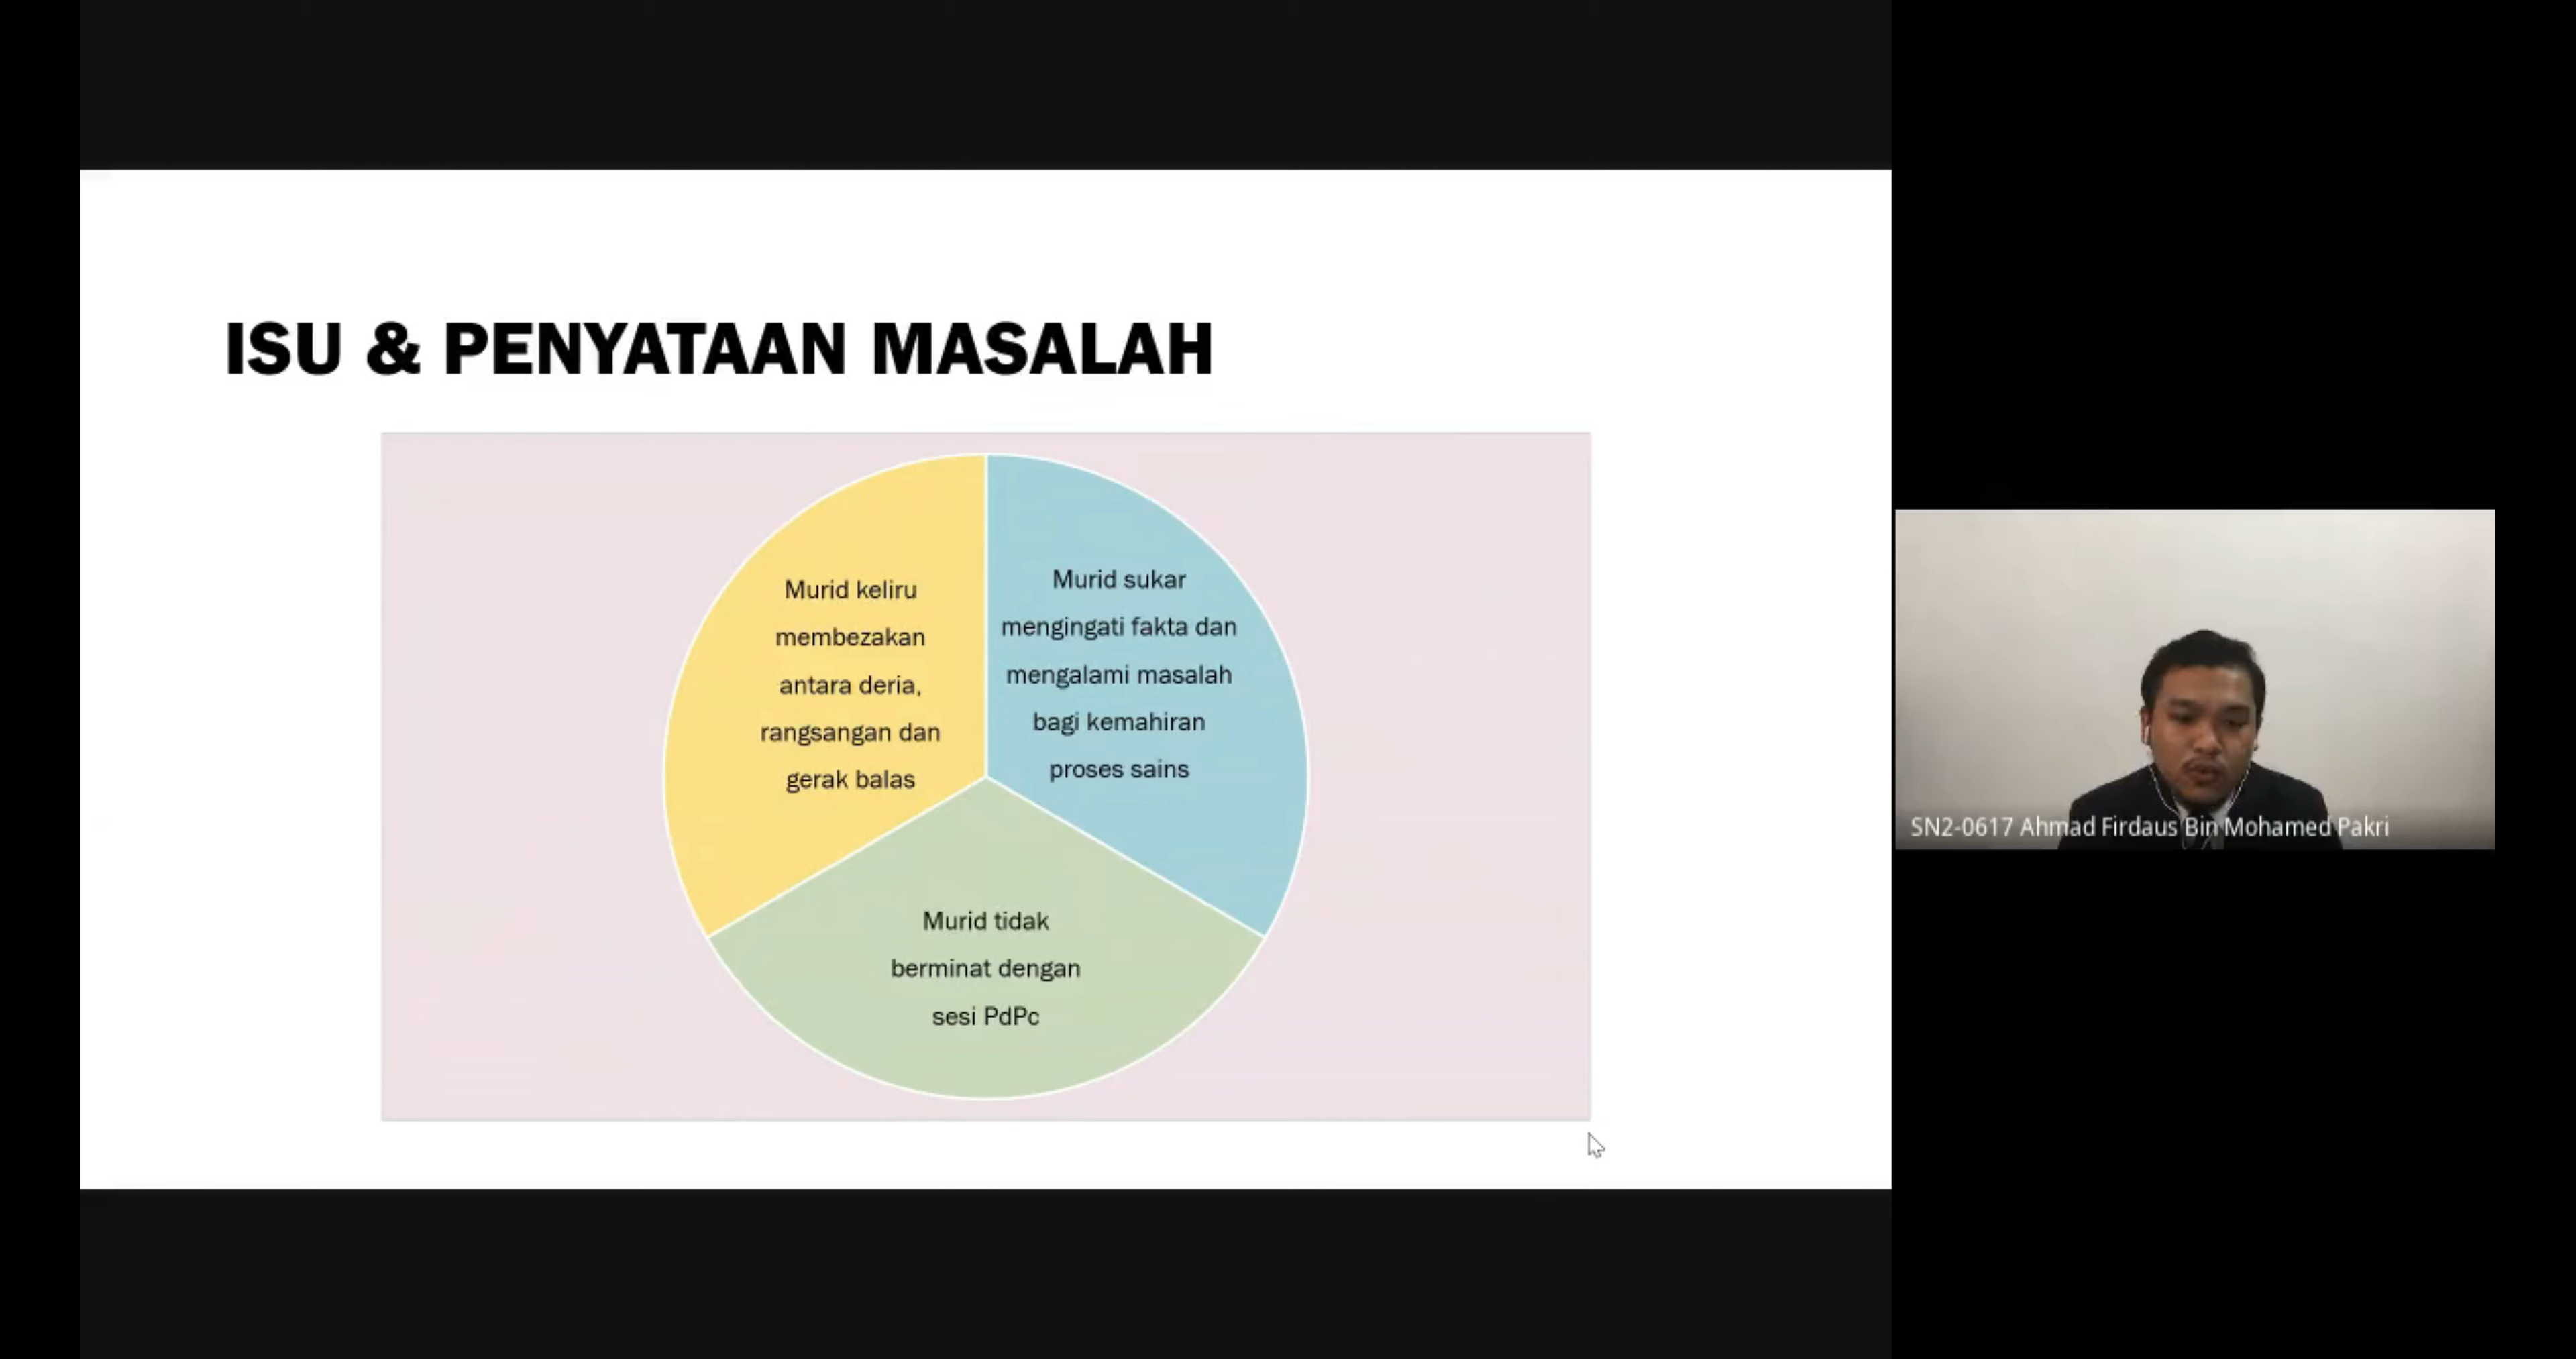 ISU & PENYATAAN MASALAH
Murid keliru
membezakan
antara deria,
rangsangan dan
gerak balas
Murid sukar
mengingati fakta dan
mengalami masalah
bagi kemahiran
proses sains
Murid tidak
berminat dengan
sesi PdPc
SN2-0617 Ahmad Firdaus Bin Mohamed Pakri